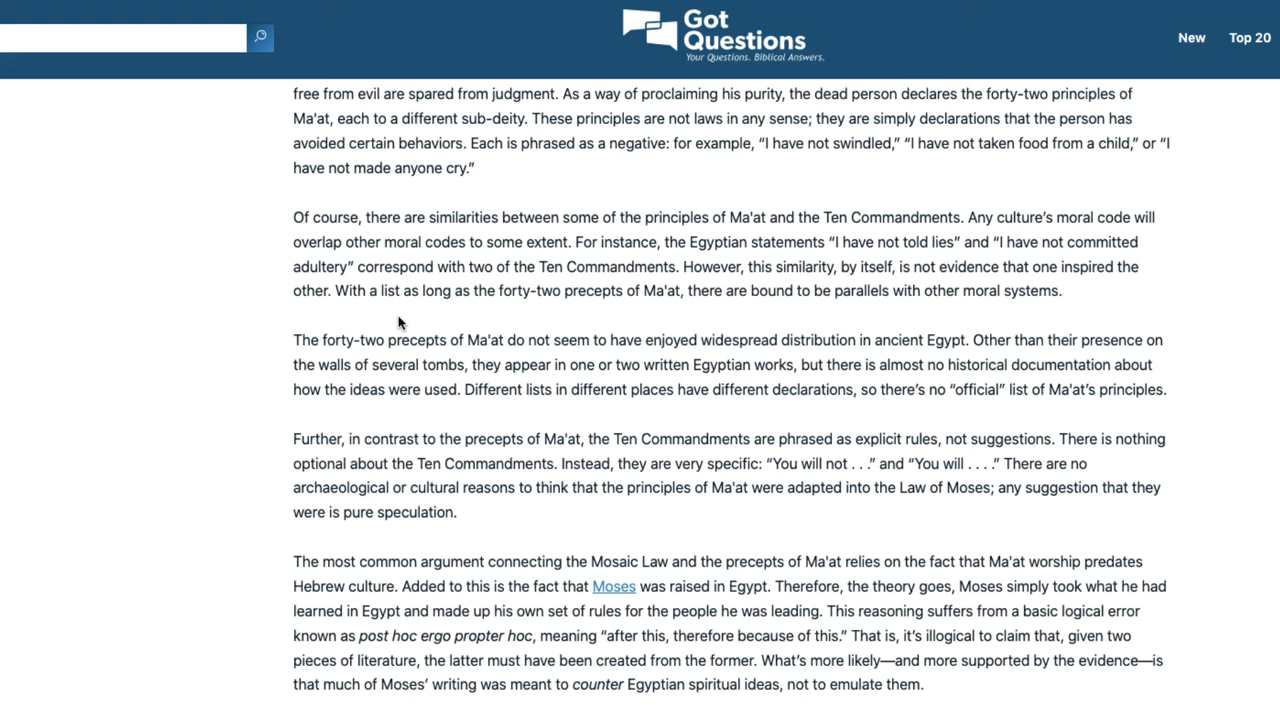 Got
Questions
Your Questions. Biblical Answers.
New Top 20
free from evil are spared from judgment. As a way of proclaiming his purity, the dead person declares the forty-two principles of
Ma'at, each to a different sub-deity. These principles are not laws in any sense; they are simply declarations that the person has
avoided certain behaviors. Each is phrased as a negative: for example, “I have not swindled,” “I have not taken food from a child,” or “I
have not made anyone cry.”
Of course, there are similarities between some of the principles of Ma'at and the Ten Commandments. Any culture’s moral code will
overlap other moral codes to some extent. For instance, the Egyptian statements “I have not told lies” and “I have not committed
adultery” correspond with two of the Ten Commandments. However, this similarity, by itself, is not evidence that one inspired the
other. With a list as long as the forty-two precepts of Ma'at, there are bound to be parallels with other moral systems.
The forty-two precepts of Ma'at do not seem to have enjoyed widespread distribution in ancient Egypt. Other than their presence on
the walls of several tombs, they appear in one or two written Egyptian works, but there is almost no historical documentation about
how the ideas were used. Different lists in different places have different declarations, so there’s no “official” list of Ma'at’s principles.
Further, in contrast to the precepts of Ma'at, the Ten Commandments are phrased as explicit rules, not suggestions. There is nothing
optional about the Ten Commandments. Instead, they are very specific: “You will not . . .” and “You will . . . .” There are no
archaeological or cultural reasons to think that the principles of Ma'at were adapted into the Law of Moses; any suggestion that they
were is pure speculation.
The most common argument connecting the Mosaic Law and the precepts of Ma'at relies on the fact that Ma'at worship predates
Hebrew culture. Added to this is the fact that Moses was raised in Egypt. Therefore, the theory goes, Moses simply took what he had
learned in Egypt and made up his own set of rules for the people he was leading. This reasoning suffers from a basic logical error
known as post hoc ergo propter hoc, meaning “after this, therefore because of this.” That is, it’s illogical to claim that, given two
pieces of literature, the latter must have been created from the former. What’s more likely—and more supported by the evidence—is
that much of Moses’ writing was meant to counter Egyptian spiritual ideas, not to emulate them.